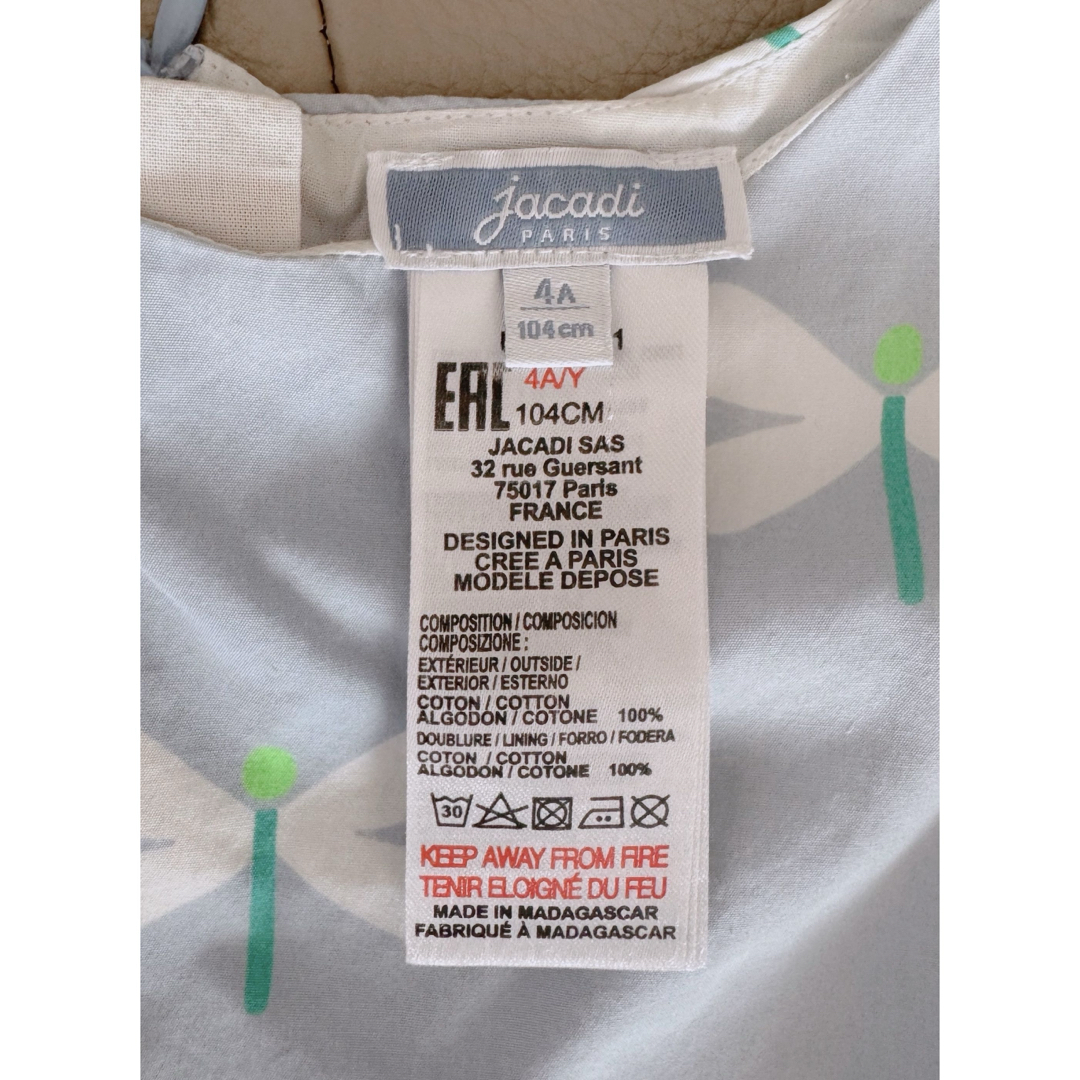 jacadi
PARIS
4A
104cm
1
EAC
4A/Y
104CM
JACADI SAS
32 rue Guersant
75017 Paris
FRANCE
DESIGNED IN PARIS
CREE A PARIS
MODELE DEPOSE
COMPOSITION / COMPOSICION
COMPOSIZIONE :
EXTÉRIEUR / OUTSIDE /
EXTERIOR / ESTERNO
COTON / COTTON
ALGODON / COTONE 100%
DOUBLURE / LINING / FORRO / FODERA
COTON / COTTON
ALGODON / COTONE 100%
30
KEEP AWAY FROM FIRE
TENIR ELOIGNÉ DU FEU
MADE IN MADAGASCAR
FABRIQUÉ À MADAGASCAR